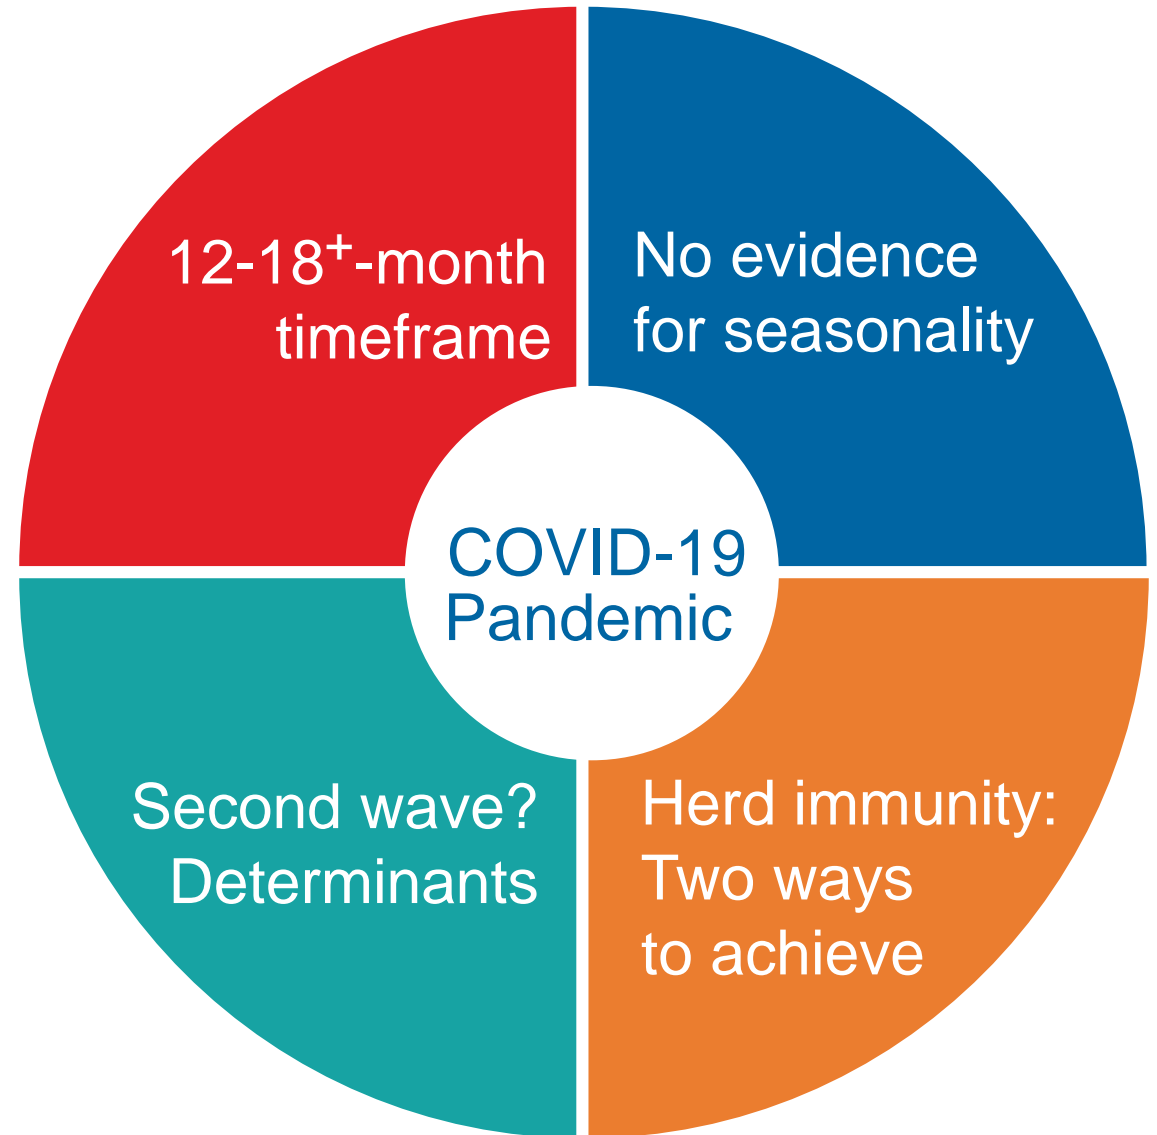 12-18⁺-month
timeframe
No evidence
for seasonality
COVID-19
Pandemic
Second wave?
Determinants
Herd immunity:
Two ways
to achieve